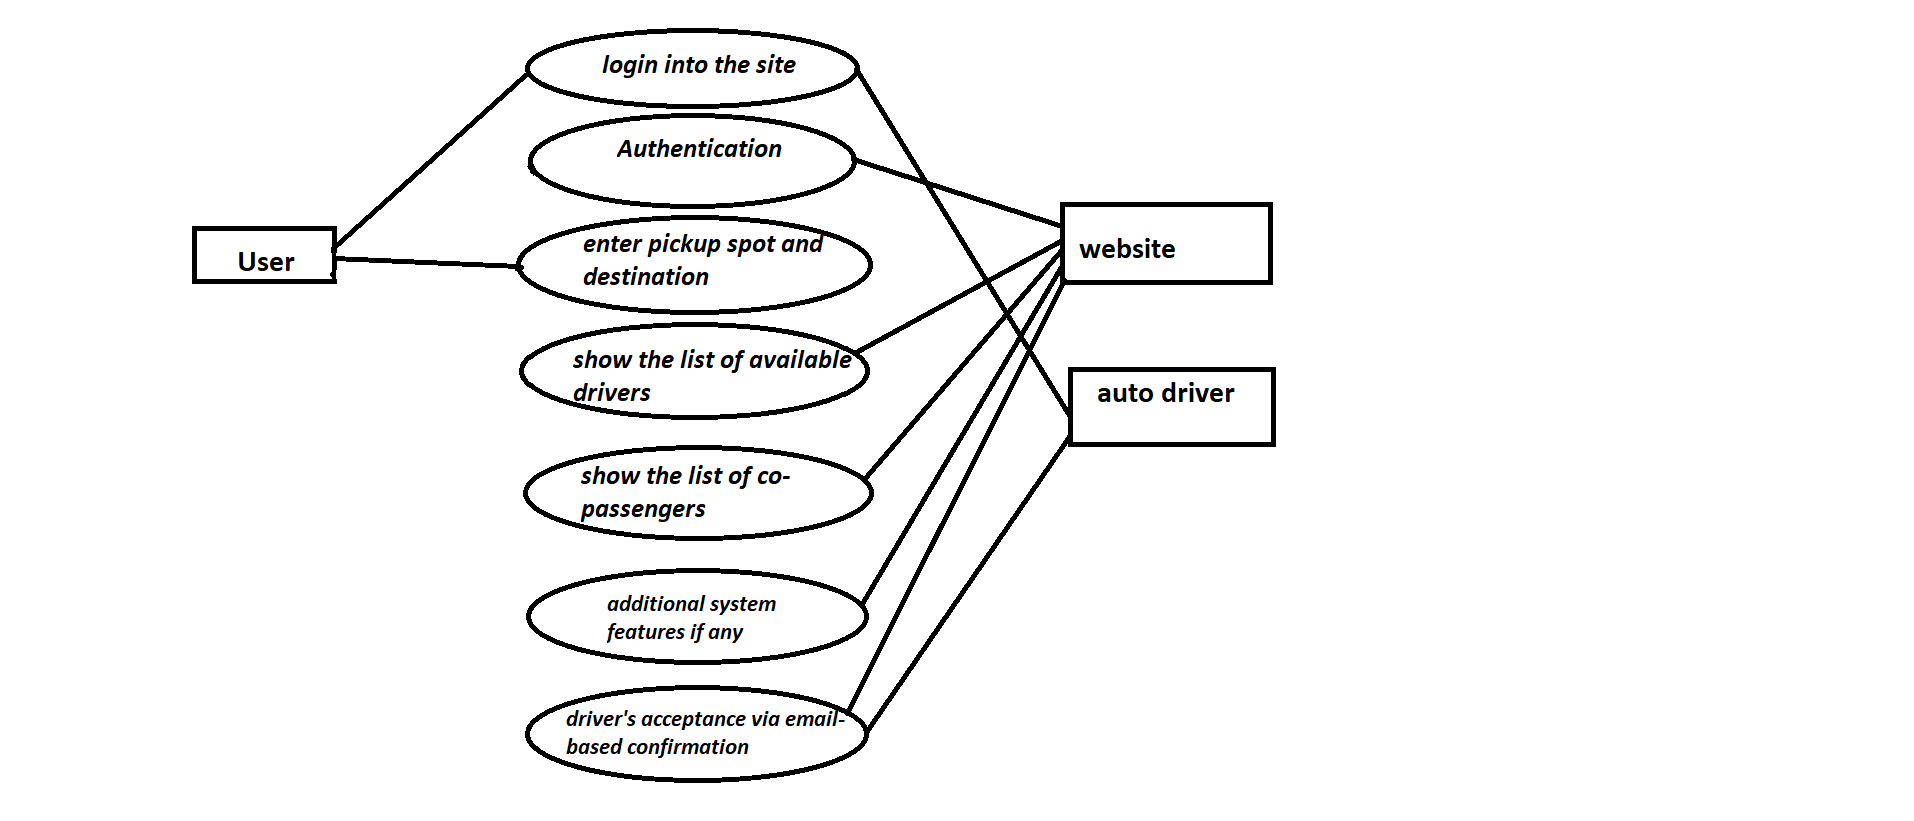 login into the site
Authentication
User
enter pickup spot and
destination
website
show the list of available
drivers
auto driver
show the list of co-
passengers
additional system
features if any
driver's acceptance via email-
based confirmation